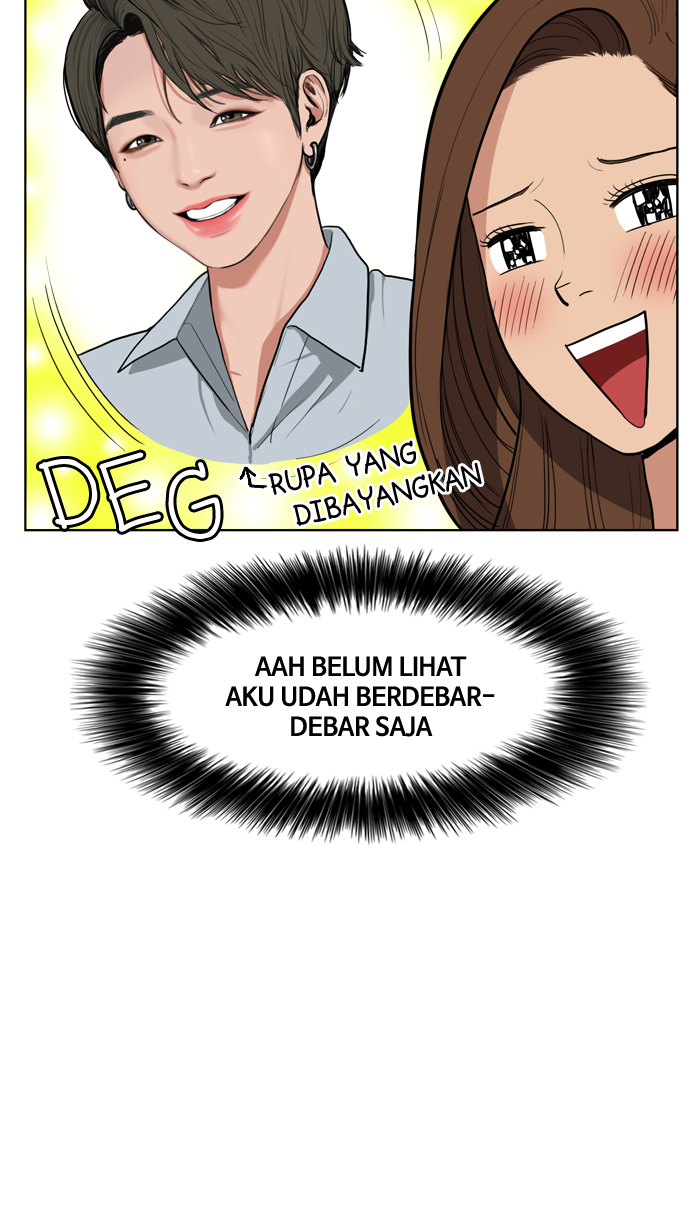 DEG
RUPA YANG
DIBAYANGKAN
AAH BELUM LIHAT
AKU UDAH BERDEBAR-
DEBAR SAJA